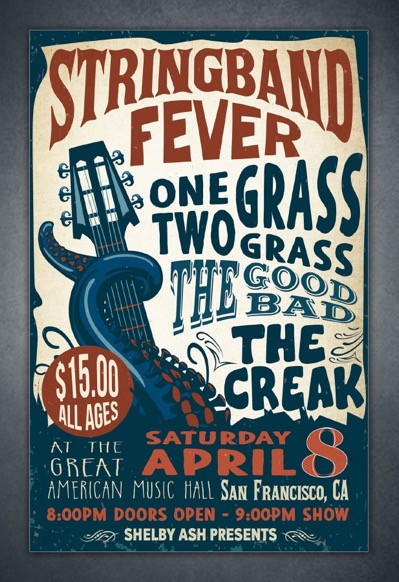 STRINGBAND
FEVER
ONE GRASS
TWO GRASS
THE GOOD
BAD
THE
CREAK
$15.00
ALL AGES
SATURDAY
APRIL 8
AT THE
GREAT
AMERICAN MUSIC HALL SAN FRANCISCO, CA
8:00PM DOORS OPEN - 9:00PM SHOW
SHELBY ASH PRESENTS